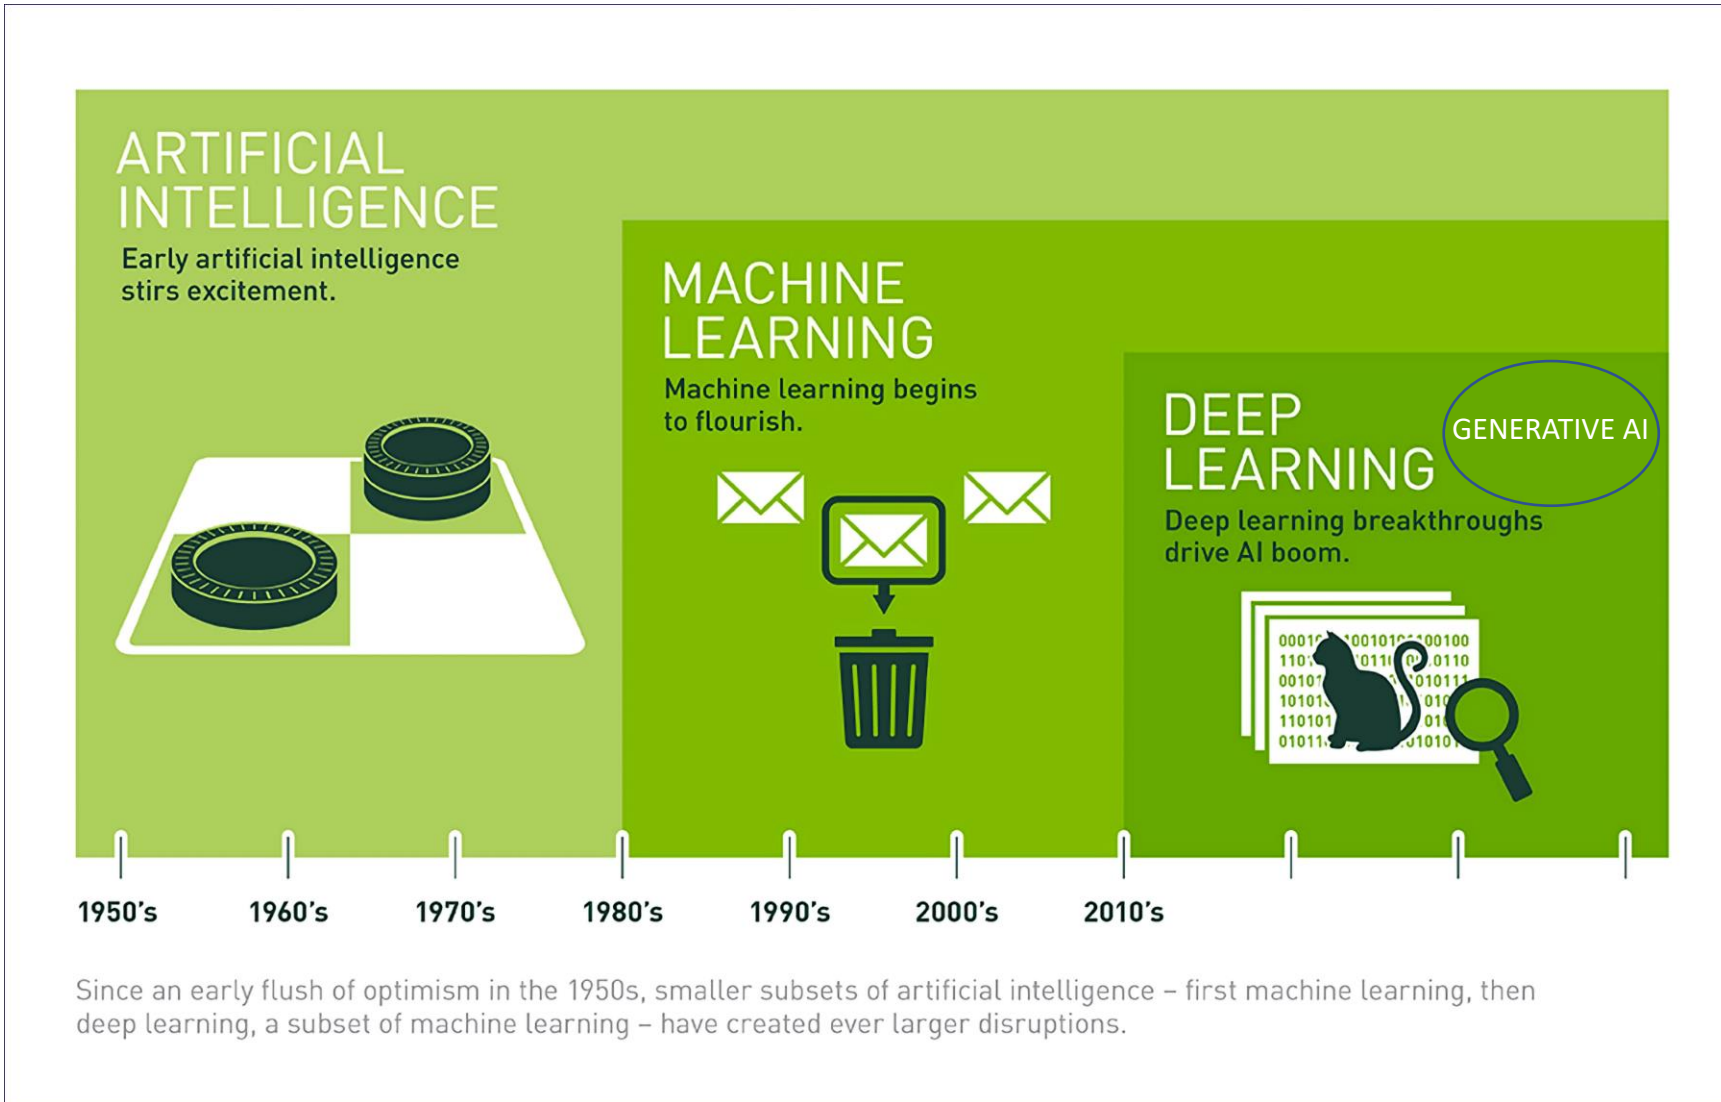 ARTIFICIAL
INTELLIGENCE
Early artificial intelligence
stirs excitement.
MACHINE
LEARNING
Machine learning begins
to flourish.
DEEP
LEARNING
GENERATIVE AI
Deep learning breakthroughs
drive AI boom.
1950's
1960's
1970's
1980's
1990's
2000's
2010's
Since an early flush of optimism in the 1950s, smaller subsets of artificial intelligence – first machine learning, then
deep learning, a subset of machine learning – have created ever larger disruptions.